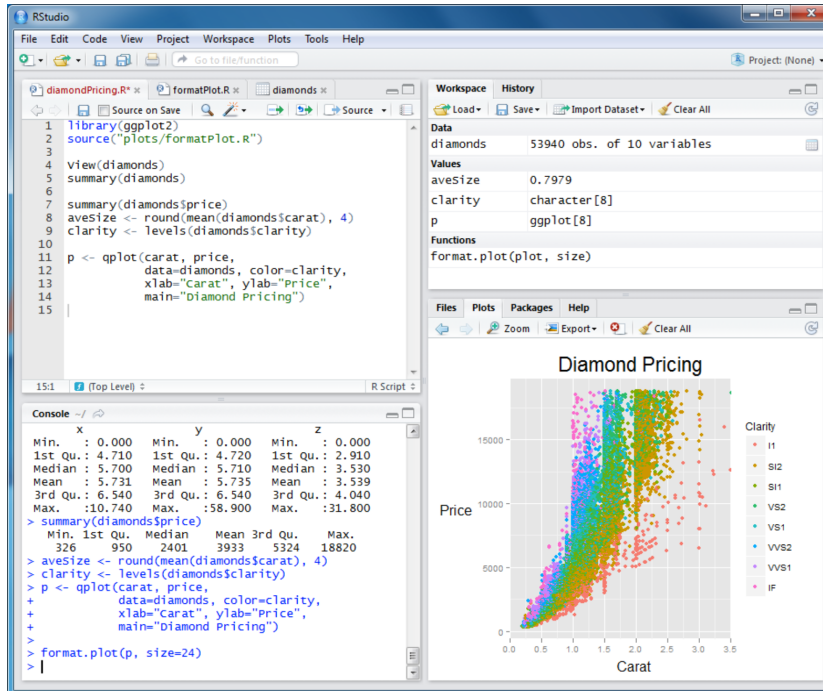 RStudio
File Edit Code View Project Workspace Plots Tools Help
Go to file/function
Project: (None)
diamondPricing.R* × formatPlot.R × diamonds ×
Source on Save Source
1 library(ggplot2)
2 source("plots/formatPlot.R")
3
4 View(diamonds)
5 summary(diamonds)
6
7 summary(diamonds$price)
8 aveSize <- round(mean(diamonds$carat), 4)
9 clarity <- levels(diamonds$clarity)
10
11 p <- qplot(carat, price,
12 data=diamonds, color=clarity,
13 xlab="Carat", ylab="Price",
14 main="Diamond Pricing")
15
15:1 (Top Level) R Script
Console ~/
x y z
Min. : 0.000 Min. : 0.000 Min. : 0.000
1st Qu.: 4.710 1st Qu.: 4.720 1st Qu.: 2.910
Median : 5.700 Median : 5.710 Median : 3.530
Mean : 5.731 Mean : 5.735 Mean : 3.539
3rd Qu.: 6.540 3rd Qu.: 6.540 3rd Qu.: 4.040
Max. :10.740 Max. :58.900 Max. :31.800
> summary(diamonds$price)
Min. 1st Qu. Median Mean 3rd Qu. Max.
326 950 2401 3933 5324 18820
> aveSize <- round(mean(diamonds$carat), 4)
> clarity <- levels(diamonds$clarity)
> p <- qplot(carat, price,
+ data=diamonds, color=clarity,
+ xlab="Carat", ylab="Price",
+ main="Diamond Pricing")
>
> format.plot(p, size=24)
>
Workspace History
Load Save Import Dataset Clear All
Data
diamonds 53940 obs. of 10 variables
Values
aveSize 0.7979
clarity character[8]
p ggplot[8]
Functions
format.plot(plot, size)
Files Plots Packages Help
Zoom Export Clear All
Diamond Pricing
15000
10000
5000
0
Price
0.0 0.5 1.0 1.5 2.0 2.5 3.0 3.5
Carat
Clarity
I1
SI2
SI1
VS2
VS1
VVS2
VVS1
IF